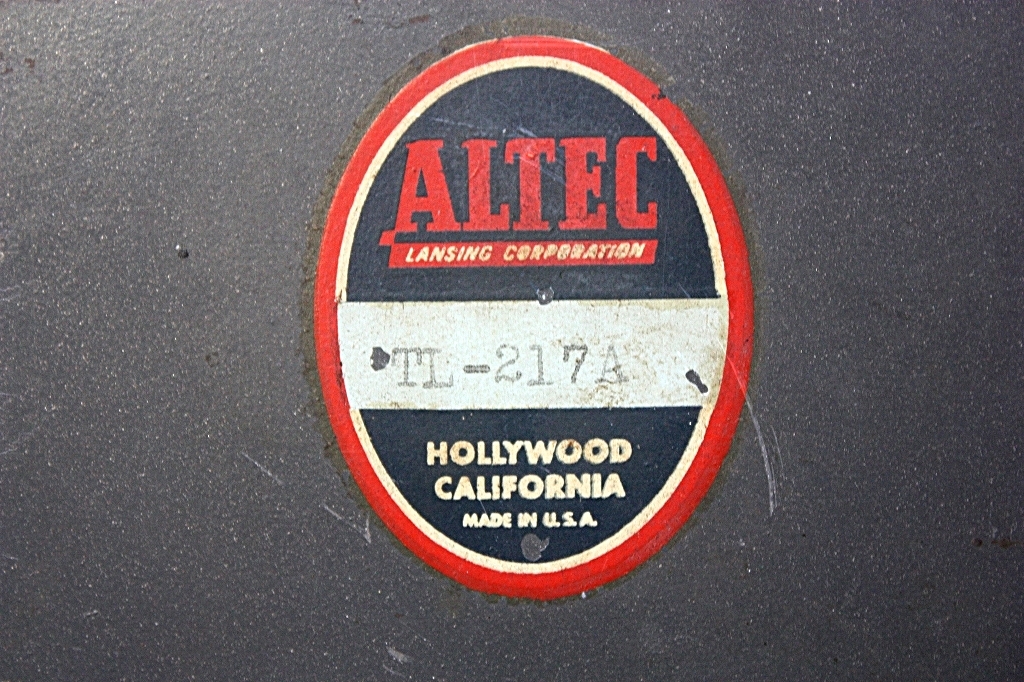 ALTEC
LANSING CORPORATION
TL-217A
HOLLYWOOD
CALIFORNIA
MADE IN U.S.A.